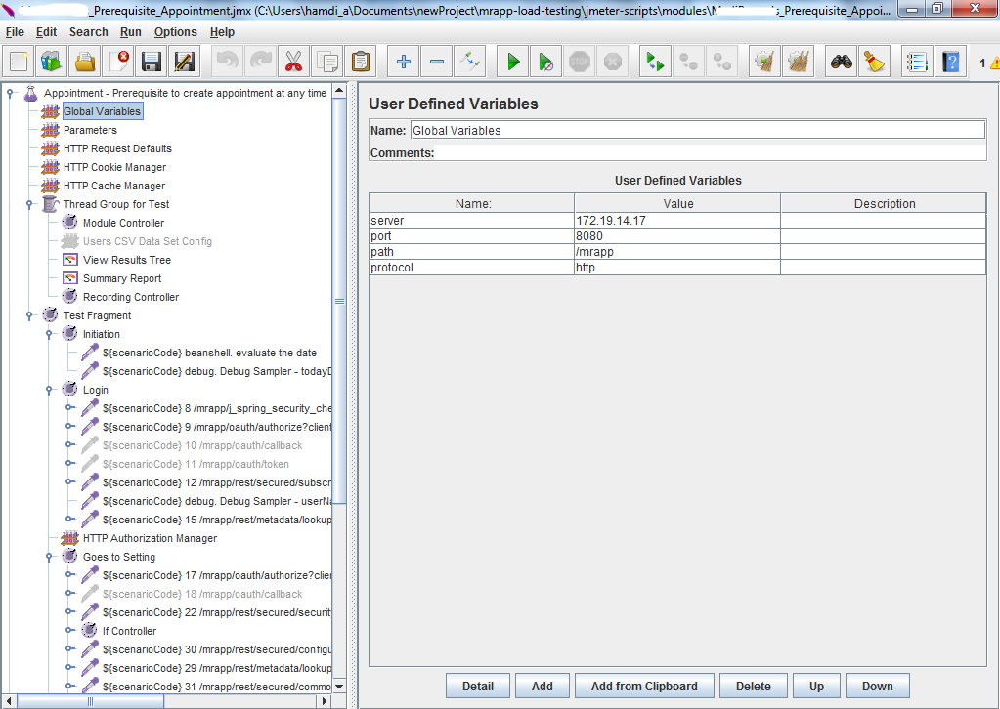 _Prerequisite_Appointment.jmx (C:\Users\hamdi_a\Documents\newProject\mrapp-load-testing\jmeter-scripts\modules\
_Prerequisite_Appoi...
File Edit Search Run Options Help
STOP
1
Appointment - Prerequisite to create appointment at any time
Global Variables
Parameters
HTTP Request Defaults
HTTP Cookie Manager
HTTP Cache Manager
Thread Group for Test
Module Controller
Users CSV Data Set Config
View Results Tree
Summary Report
Recording Controller
Test Fragment
Initiation
${scenarioCode} beanshell. evaluate the date
${scenarioCode} debug. Debug Sampler - todayD
Login
${scenarioCode} 8 /mrapp/j_spring_security_che
${scenarioCode} 9 /mrapp/oauth/authorize?client
${scenarioCode} 10 /mrapp/oauth/callback
${scenarioCode} 11 /mrapp/oauth/token
${scenarioCode} 12 /mrapp/rest/secured/subscr
${scenarioCode} debug. Debug Sampler - userNa
${scenarioCode} 15 /mrapp/rest/metadata/lookup
HTTP Authorization Manager
Goes to Setting
${scenarioCode} 17 /mrapp/oauth/authorize?clie
${scenarioCode} 18 /mrapp/oauth/callback
${scenarioCode} 22 /mrapp/rest/secured/securit
If Controller
${scenarioCode} 30 /mrapp/rest/secured/configu
${scenarioCode} 29 /mrapp/rest/metadata/lookup
${scenarioCode} 31 /mrapp/rest/secured/commo
User Defined Variables
Name: Global Variables
Comments:
User Defined Variables
Name: Value Description
server 172.19.14.17
port 8080
path /mrapp
protocol http
Detail Add Add from Clipboard Delete Up Down